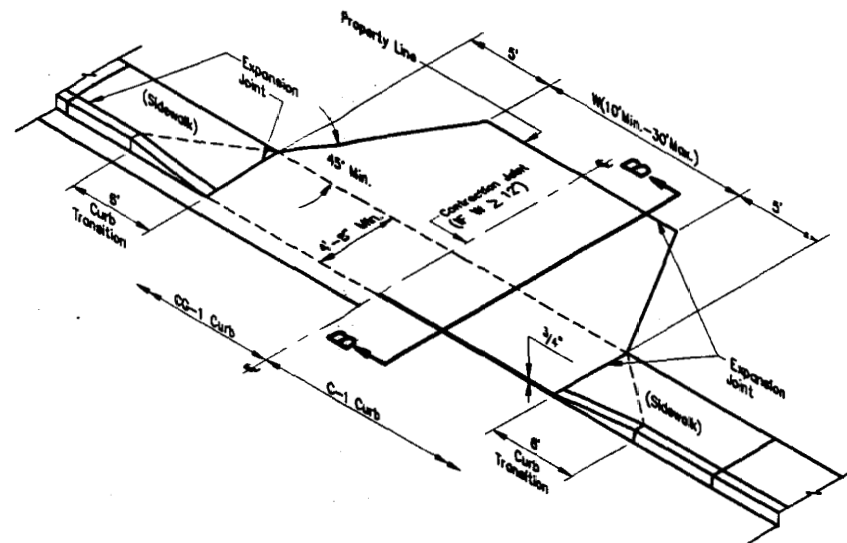 Property Line
5'
Expansion
Joint
(Sidewalk)
W(10' Min.-30' Max.)
45° Min.
Contraction Joint
(IF W ≥ 12')
B
5'
4'-6" Min.
6'
Curb
Transition
CG-1 Curb
B
3/4"
C-1 Curb
Expansion
Joint
(Sidewalk)
6'
Curb
Transition